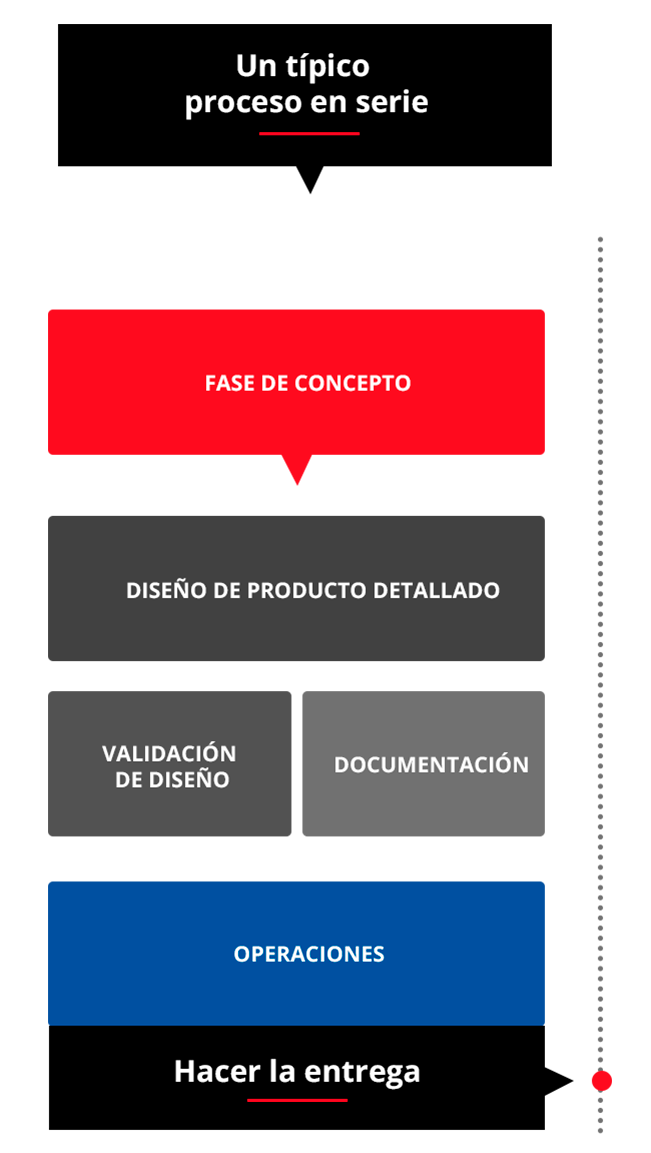 Un típico
proceso en serie
FASE DE CONCEPTO
DISEÑO DE PRODUCTO DETALLADO
VALIDACIÓN
DE DISEÑO
DOCUMENTACIÓN
OPERACIONES
Hacer la entrega